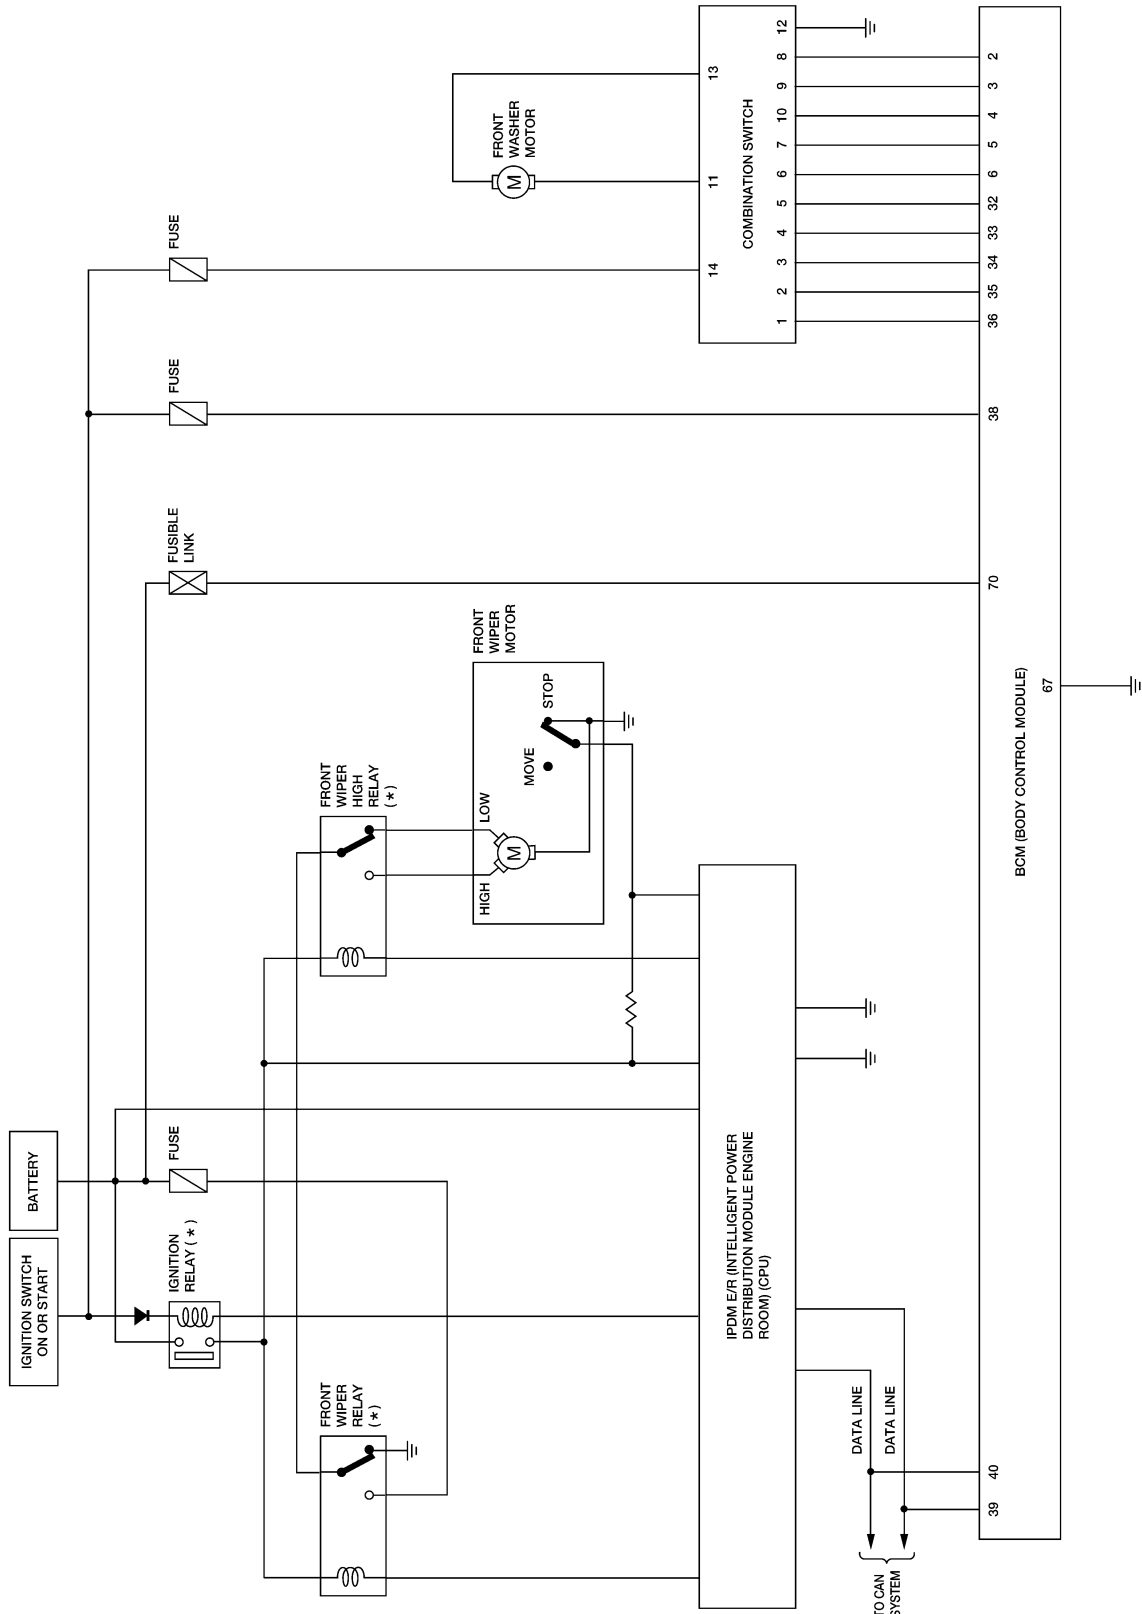 IGNITION SWITCH
ON OR START
BATTERY
IGNITION
RELAY (*)
FUSE
FUSIBLE
LINK
FUSE
FUSE
FRONT
WIPER
RELAY
(*)
FRONT
WIPER
HIGH
RELAY
(*)
FRONT
WIPER
MOTOR
HIGH
LOW
M
MOVE
STOP
FRONT
WASHER
MOTOR
M
14
11
13
IPDM E/R (INTELLIGENT POWER
DISTRIBUTION MODULE ENGINE
ROOM) (CPU)
COMBINATION SWITCH
1 2 3 4 5 6 7 10 9 8 12
DATA LINE
DATA LINE
TO CAN
SYSTEM
39 40 70 38 36 35 34 33 32 6 5 4 3 2
BCM (BODY CONTROL MODULE)
67